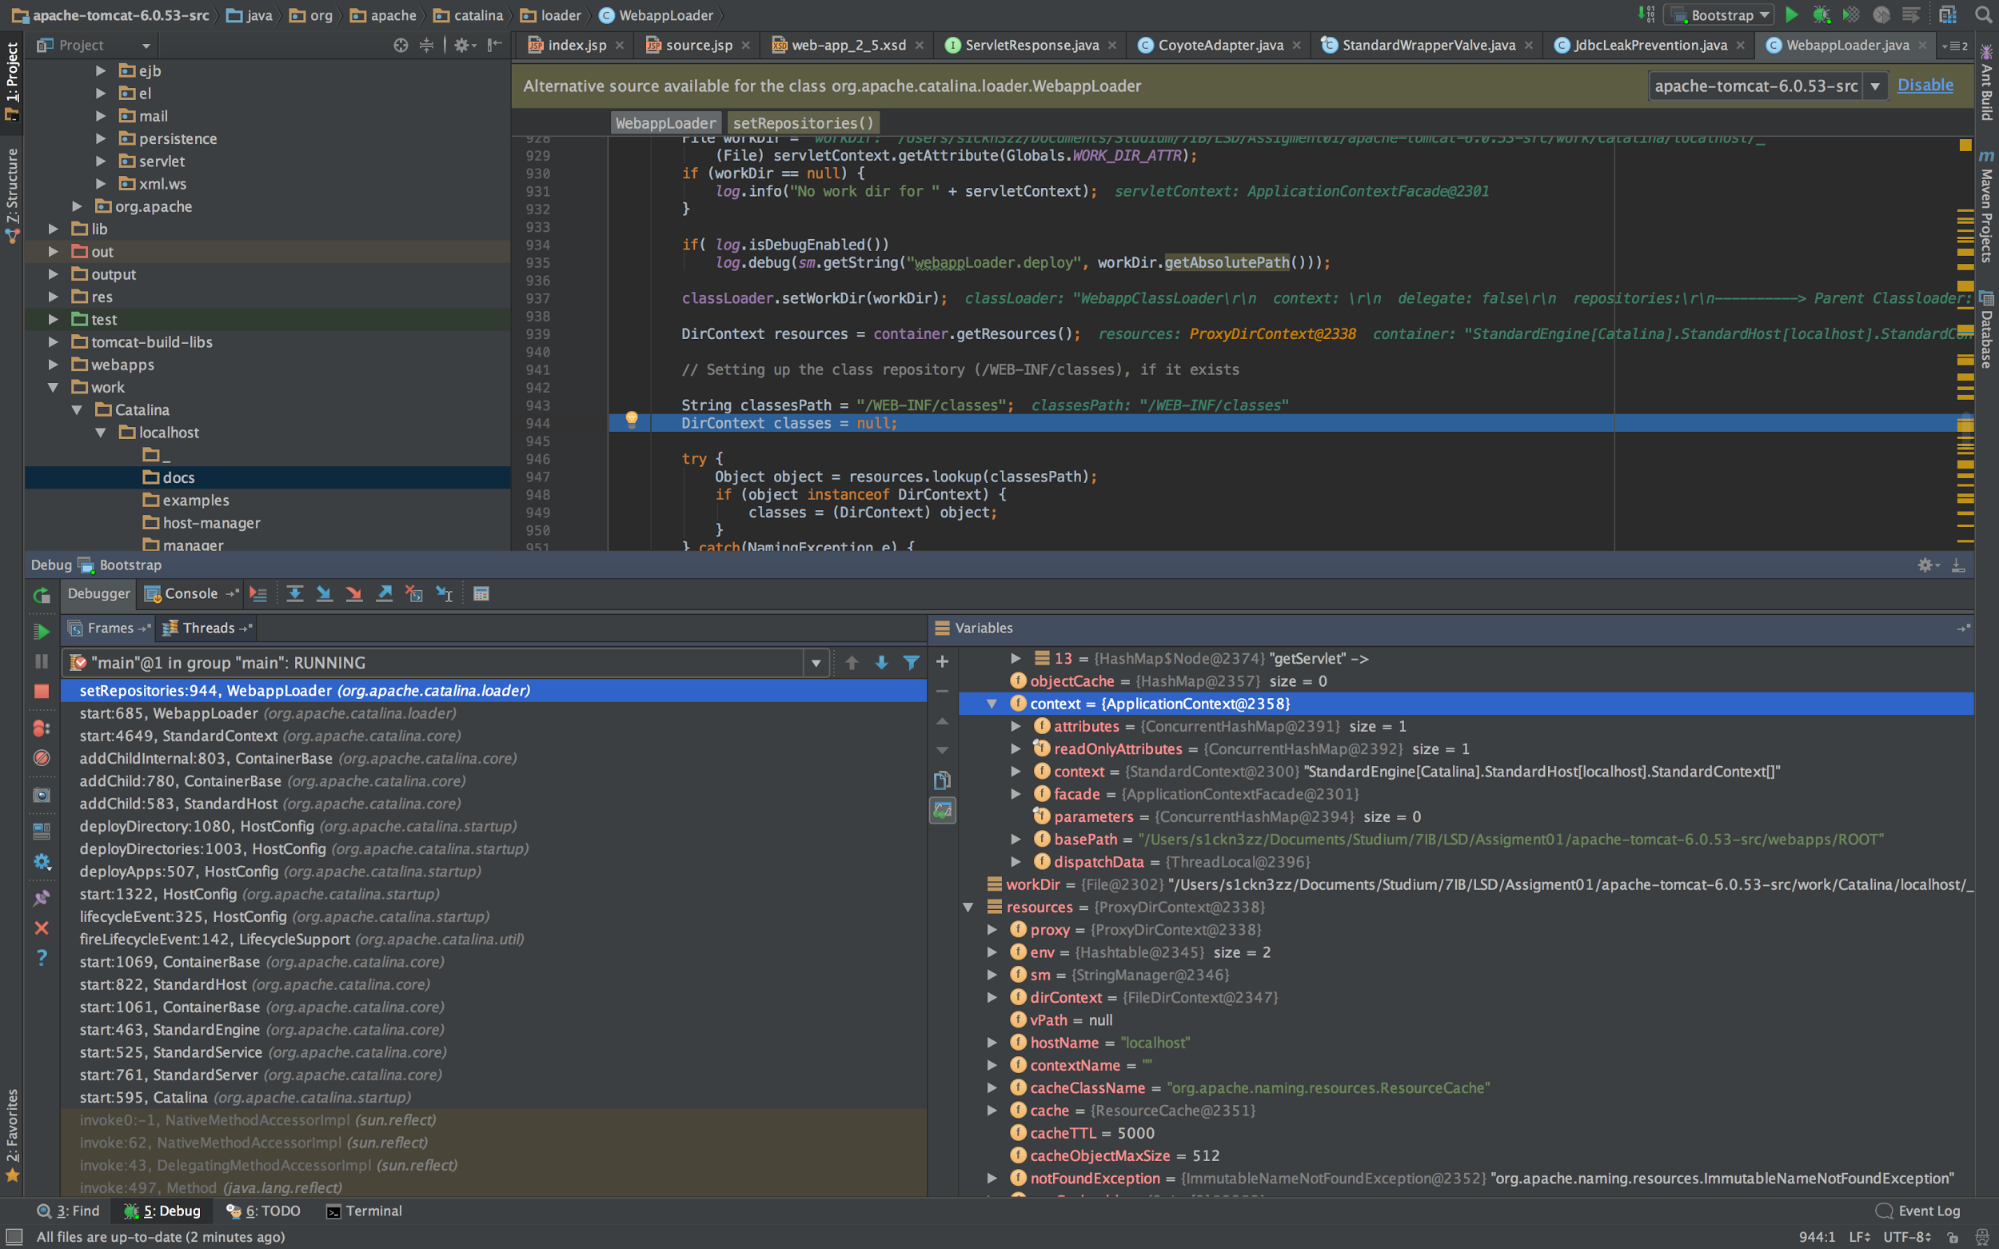 apache-tomcat-6.0.53-src java org apache catalina loader WebappLoader Bootstrap
1: Project
Project
index.jsp source.jsp web-app_2_5.xsd ServletResponse.java CoyoteAdapter.java StandardWrapperValve.java JdbcLeakPrevention.java WebappLoader.java 2
Alternative source available for the class org.apache.catalina.loader.WebappLoader apache-tomcat-6.0.53-src Disable
WebappLoader setRepositories()
ejb
el
mail
persistence
servlet
xml.ws
org.apache
lib
out
output
res
test
tomcat-build-libs
webapps
work
Catalina
localhost
_
docs
examples
host-manager
manager
7: Structure
2: Favorites
Ant Build
Maven Projects
Database
928 File workDir = workDir: "/Users/s1ckn3zz/Documents/Studium/7IB/LSD/Assigment01/apache-tomcat-6.0.53-src/work/Catalina/localhost/_
929 (File) servletContext.getAttribute(Globals.WORK_DIR_ATTR);
930 if (workDir == null) {
931 log.info("No work dir for " + servletContext); servletContext: ApplicationContextFacade@2301
932 }
933
934 if( log.isDebugEnabled())
935 log.debug(sm.getString("webappLoader.deploy", workDir.getAbsolutePath()));
936
937 classLoader.setWorkDir(workDir); classLoader: "WebappClassLoader\r\n context: \r\n delegate: false\r\n repositories:\r\n----------> Parent Classloader:
938
939 DirContext resources = container.getResources(); resources: ProxyDirContext@2338 container: "StandardEngine[Catalina].StandardHost[localhost].StandardCon
940
941 // Setting up the class repository (/WEB-INF/classes), if it exists
942
943 String classesPath = "/WEB-INF/classes"; classesPath: "/WEB-INF/classes"
944 DirContext classes = null;
945
946 try {
947 Object object = resources.lookup(classesPath);
948 if (object instanceof DirContext) {
949 classes = (DirContext) object;
950 }
951 } catch(NamingException e) {
Debug Bootstrap
Debugger Console
Frames Threads
"main"@1 in group "main": RUNNING
setRepositories:944, WebappLoader (org.apache.catalina.loader)
start:685, WebappLoader (org.apache.catalina.loader)
start:4649, StandardContext (org.apache.catalina.core)
addChildInternal:803, ContainerBase (org.apache.catalina.core)
addChild:780, ContainerBase (org.apache.catalina.core)
addChild:583, StandardHost (org.apache.catalina.core)
deployDirectory:1080, HostConfig (org.apache.catalina.startup)
deployDirectories:1003, HostConfig (org.apache.catalina.startup)
deployApps:507, HostConfig (org.apache.catalina.startup)
start:1322, HostConfig (org.apache.catalina.startup)
lifecycleEvent:325, HostConfig (org.apache.catalina.startup)
fireLifecycleEvent:142, LifecycleSupport (org.apache.catalina.util)
start:1069, ContainerBase (org.apache.catalina.core)
start:822, StandardHost (org.apache.catalina.core)
start:1061, ContainerBase (org.apache.catalina.core)
start:463, StandardEngine (org.apache.catalina.core)
start:525, StandardService (org.apache.catalina.core)
start:761, StandardServer (org.apache.catalina.core)
start:595, Catalina (org.apache.catalina.startup)
invoke0:-1, NativeMethodAccessorImpl (sun.reflect)
invoke:62, NativeMethodAccessorImpl (sun.reflect)
invoke:43, DelegatingMethodAccessorImpl (sun.reflect)
invoke:497, Method (java.lang.reflect)
Variables
13 = {HashMap$Node@2374} "getServlet" ->
objectCache = {HashMap@2357} size = 0
context = {ApplicationContext@2358}
attributes = {ConcurrentHashMap@2391} size = 1
readOnlyAttributes = {ConcurrentHashMap@2392} size = 1
context = {StandardContext@2300} "StandardEngine[Catalina].StandardHost[localhost].StandardContext[]"
facade = {ApplicationContextFacade@2301}
parameters = {ConcurrentHashMap@2394} size = 0
basePath = "/Users/s1ckn3zz/Documents/Studium/7IB/LSD/Assigment01/apache-tomcat-6.0.53-src/webapps/ROOT"
dispatchData = {ThreadLocal@2396}
workDir = {File@2302} "/Users/s1ckn3zz/Documents/Studium/7IB/LSD/Assigment01/apache-tomcat-6.0.53-src/work/Catalina/localhost/_
resources = {ProxyDirContext@2338}
proxy = {ProxyDirContext@2338}
env = {Hashtable@2345} size = 2
sm = {StringManager@2346}
dirContext = {FileDirContext@2347}
vPath = null
hostName = "localhost"
contextName = ""
cacheClassName = "org.apache.naming.resources.ResourceCache"
cache = {ResourceCache@2351}
cacheTTL = 5000
cacheObjectMaxSize = 512
notFoundException = {ImmutableNameNotFoundException@2352} "org.apache.naming.resources.ImmutableNameNotFoundException"
3: Find 5: Debug 6: TODO Terminal Event Log
All files are up-to-date (2 minutes ago) 944:1 LF UTF-8